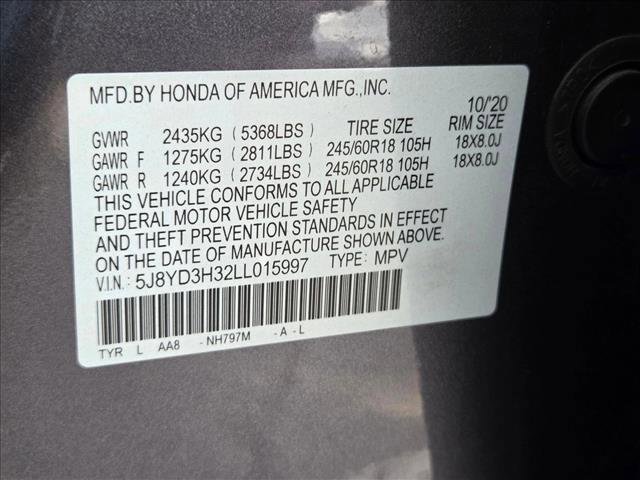 MFD.BY HONDA OF AMERICA MFG.,INC.
10/'20
GVWR 2435KG (5368LBS) TIRE SIZE RIM SIZE
GAWR F 1275KG (2811LBS) 245/60R18 105H 18X8.0J
GAWR R 1240KG (2734LBS) 245/60R18 105H 18X8.0J
THIS VEHICLE CONFORMS TO ALL APPLICABLE
FEDERAL MOTOR VEHICLE SAFETY
AND THEFT PREVENTION STANDARDS IN EFFECT
ON THE DATE OF MANUFACTURE SHOWN ABOVE.
V.I.N.: 5J8YD3H32LL015997 TYPE: MPV
TYR L AA8 -NH797M -A-L